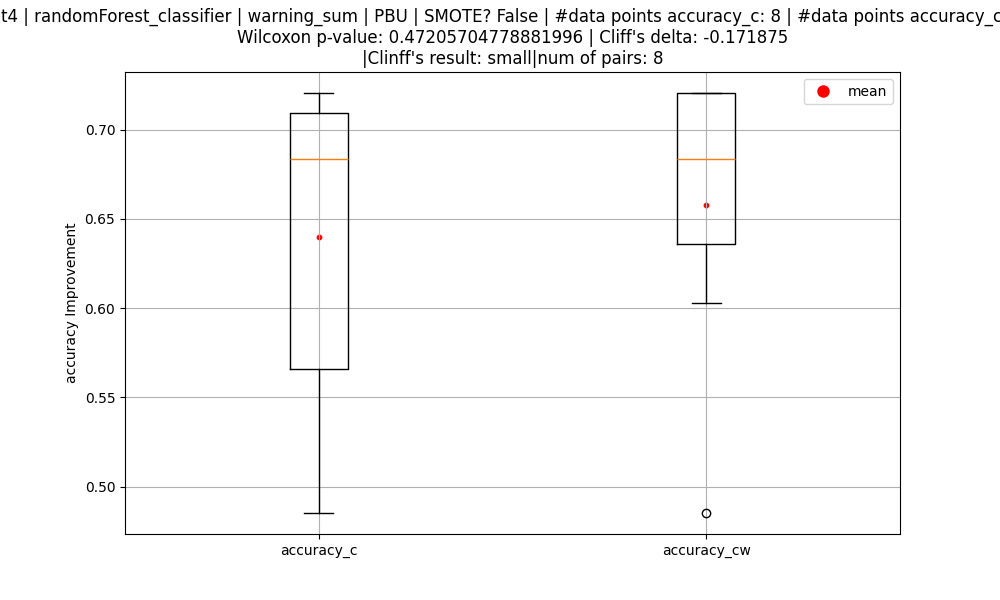 t4 | randomForest_classifier | warning_sum | PBU | SMOTE? False | #data points accuracy_c: 8 | #data points accuracy_c
Wilcoxon p-value: 0.47205704778881996 | Cliff's delta: -0.171875
|Clinff's result: small|num of pairs: 8
mean
0.70
0.65
0.60
0.55
0.50
accuracy Improvement
accuracy_c
accuracy_cw